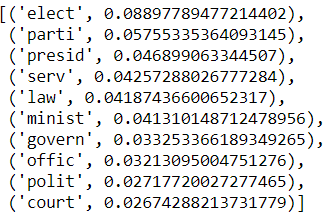 [('elect', 0.08897789477214402),
('parti', 0.05755335364093145),
('presid', 0.046899063344507),
('serv', 0.04257288026777284),
('law', 0.04187436600652317),
('minist', 0.041310148712478956),
('govern', 0.033253366189349265),
('offic', 0.03213095004751276),
('polit', 0.02717720027277465),
('court', 0.02674288213731779)]